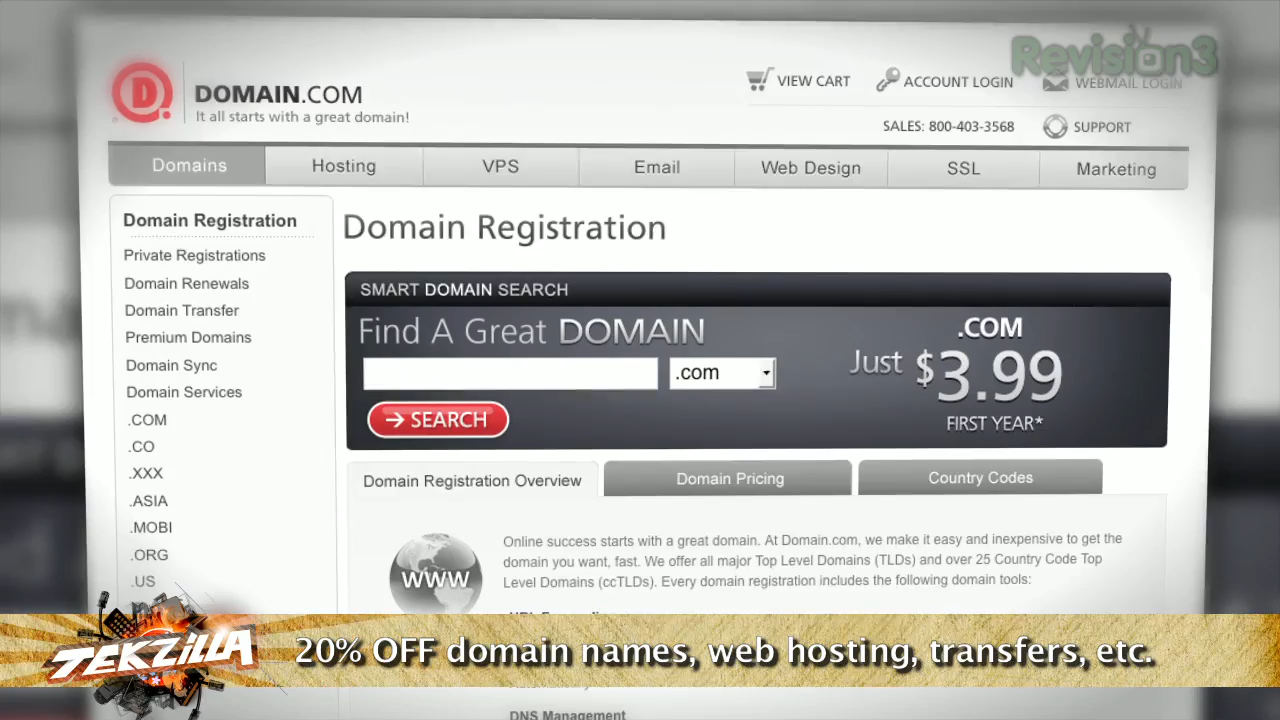 Revision3
D
DOMAIN.COM
It all starts with a great domain!
VIEW CART
ACCOUNT LOGIN
WEBMAIL LOGIN
SALES: 800-403-3568
SUPPORT
Domains
Hosting
VPS
Email
Web Design
SSL
Marketing
Domain Registration
Private Registrations
Domain Renewals
Domain Transfer
Premium Domains
Domain Sync
Domain Services
.COM
.CO
.XXX
.ASIA
.MOBI
.ORG
.US
Domain Registration
SMART DOMAIN SEARCH
Find A Great DOMAIN
.com
SEARCH
.COM
Just $3.99
FIRST YEAR*
Domain Registration Overview
Domain Pricing
Country Codes
WWW
Online success starts with a great domain. At Domain.com, we make it easy and inexpensive to get the
domain you want, fast. We offer all major Top Level Domains (TLDs) and over 25 Country Code Top
Level Domains (ccTLDs). Every domain registration includes the following domain tools:
TEKZILLA
20% OFF domain names, web hosting, transfers, etc.
DNS Management